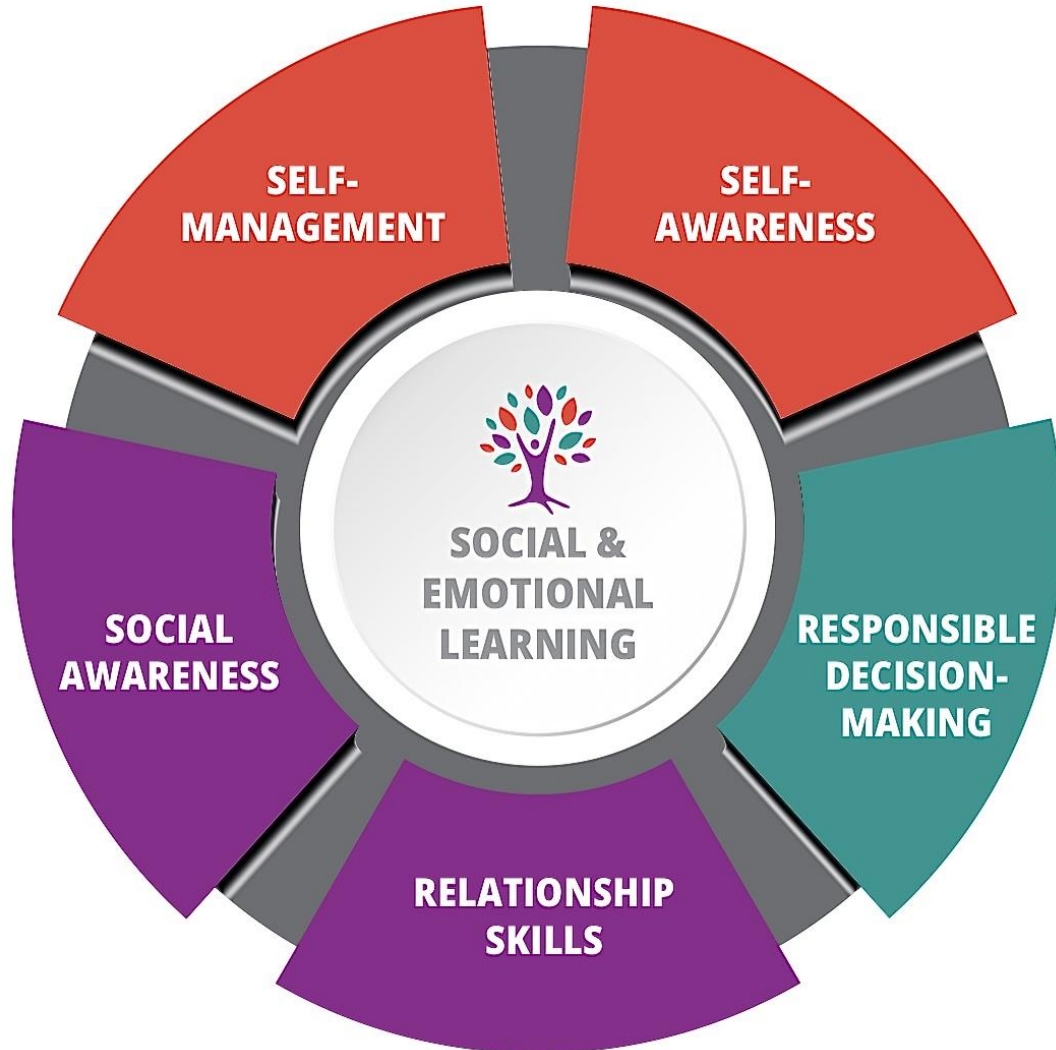 SELF-
MANAGEMENT
SELF-
AWARENESS
SOCIAL &
EMOTIONAL
LEARNING
SOCIAL
AWARENESS
RESPONSIBLE
DECISION-
MAKING
RELATIONSHIP
SKILLS